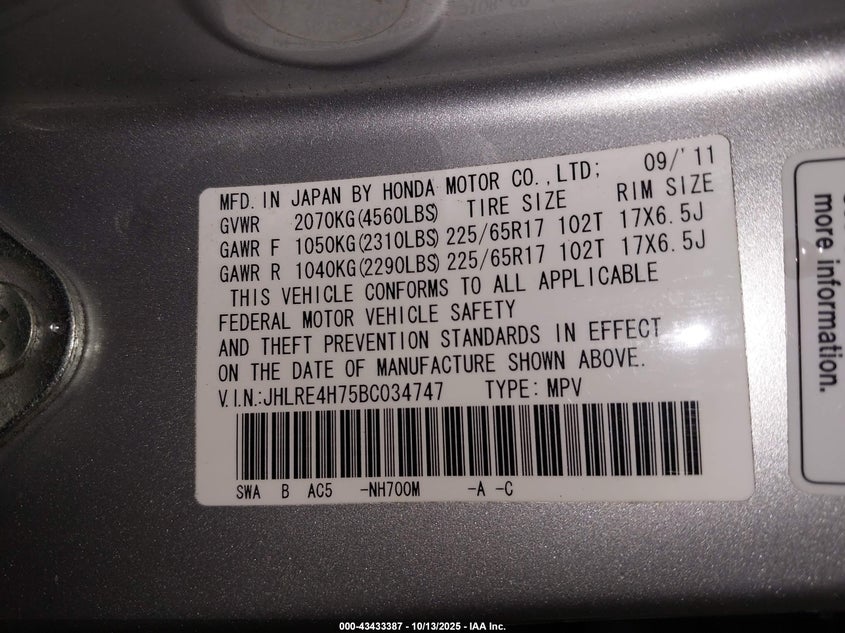 MFD. IN JAPAN BY HONDA MOTOR CO., LTD; 09/'11
GVWR 2070KG(4560LBS) TIRE SIZE RIM SIZE
GAWR F 1050KG(2310LBS) 225/65R17 102T 17X6.5J
GAWR R 1040KG(2290LBS) 225/65R17 102T 17X6.5J
THIS VEHICLE CONFORMS TO ALL APPLICABLE
FEDERAL MOTOR VEHICLE SAFETY
AND THEFT PREVENTION STANDARDS IN EFFECT
ON THE DATE OF MANUFACTURE SHOWN ABOVE.
V.I.N.:JHLRE4H75BC034747 TYPE: MPV
SWA B AC5 -NH700M -A -C
more information.
000-43433387 - 10/13/2025 - IAA Inc.